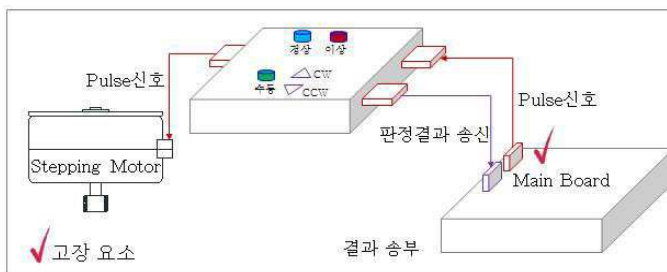 정상 이상
수동 CW
CCW
Pulse신호
Pulse신호
판정결과 송신
Stepping Motor
Main Board
고장 요소
결과 송부